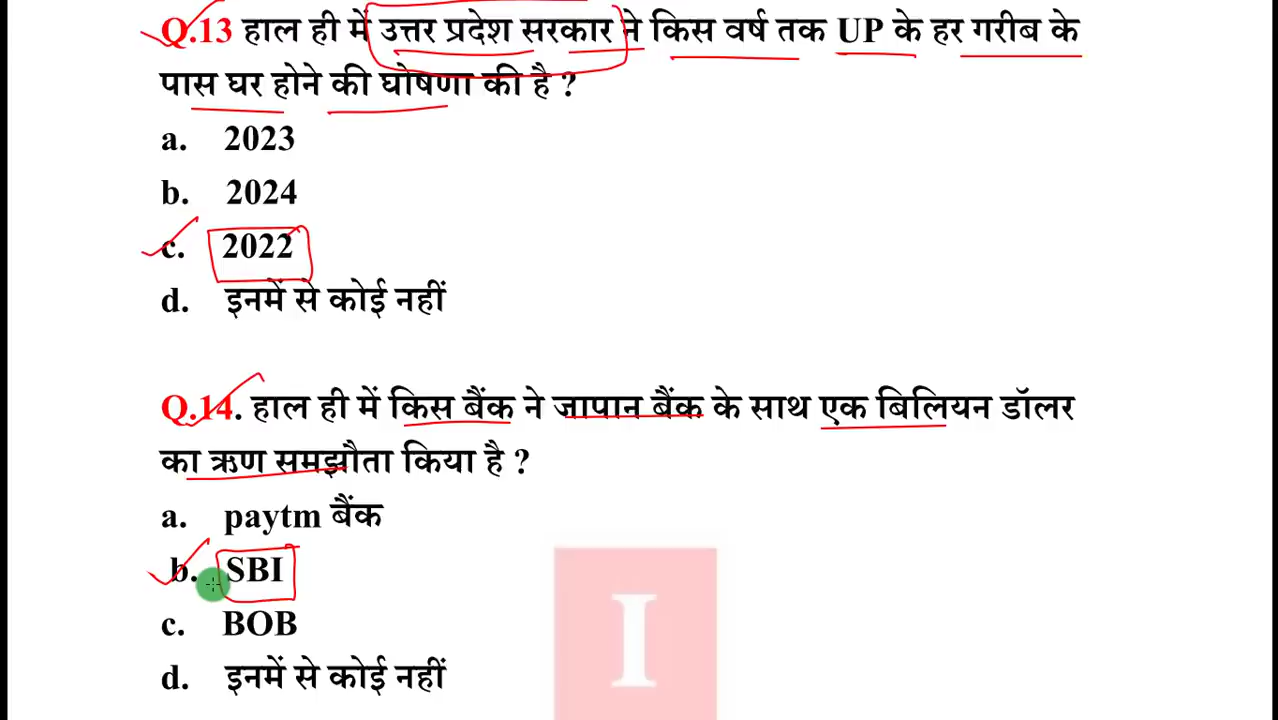 Q.13 हाल ही में उत्तर प्रदेश सरकार ने किस वर्ष तक UP के हर गरीब के
पास घर होने की घोषणा की है ?
a. 2023
b. 2024
c. 2022
d. इनमें से कोई नहीं
Q.14. हाल ही में किस बैंक ने जापान बैंक के साथ एक बिलियन डॉलर
का ऋण समझौता किया है ?
a. paytm बैंक
b. SBI
c. BOB
d. इनमें से कोई नहीं
I